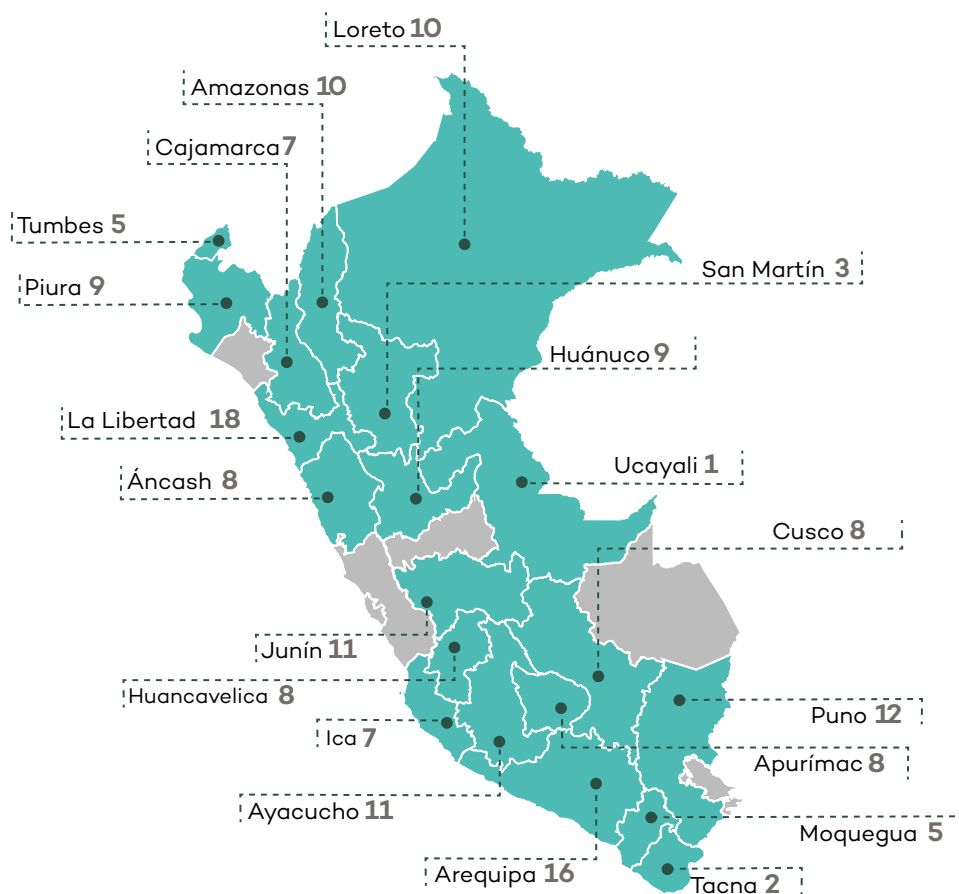 Loreto 10
Amazonas 10
Cajamarca 7
Tumbes 5
San Martín 3
Piura 9
Huánuco 9
La Libertad 18
Ucayali 1
Áncash 8
Cusco 8
Junín 11
Huancavelica 8
Puno 12
Ica 7
Apurímac 8
Ayacucho 11
Moquegua 5
Arequipa 16
Tacna 2